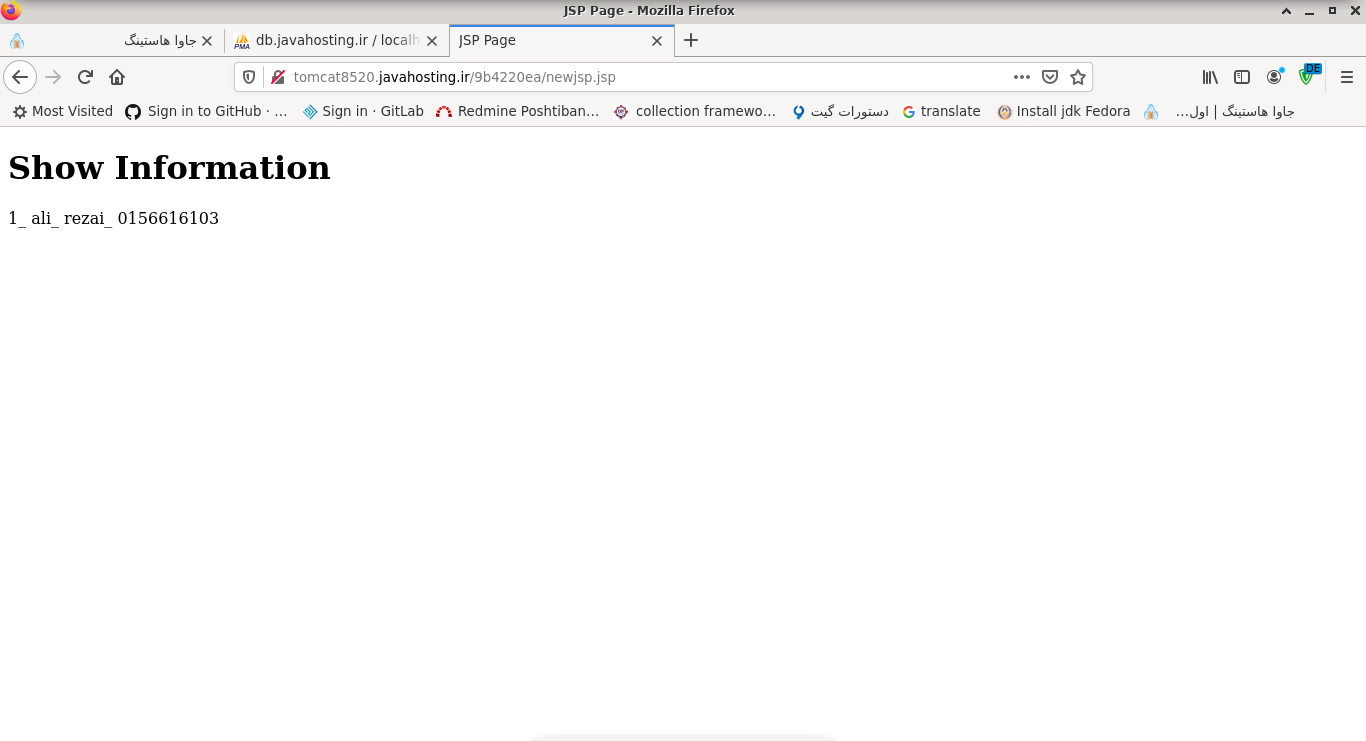 JSP Page - Mozilla Firefox
جاوا هاستینگ
PMA db.javahosting.ir / localh
JSP Page
tomcat8520.javahosting.ir/9b4220ea/newjsp.jsp
DE
Most Visited Sign in to GitHub · … Sign in · GitLab Redmine Poshtiban… collection framewo… دستورات گیت translate Install jdk Fedora جاوا هاستینگ | اول…
Show Information
1_ ali_ rezai_ 0156616103